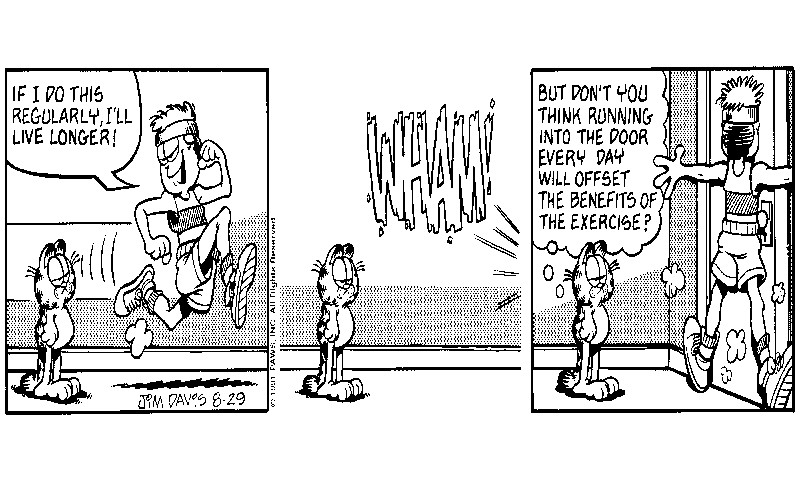 IF I DO THIS
REGULARLY, I'LL
LIVE LONGER!
JIM DAVIS 8-29
WHAM!
BUT DON'T YOU
THINK RUNNING
INTO THE DOOR
EVERY DAY
WILL OFFSET
THE BENEFITS OF
THE EXERCISE?